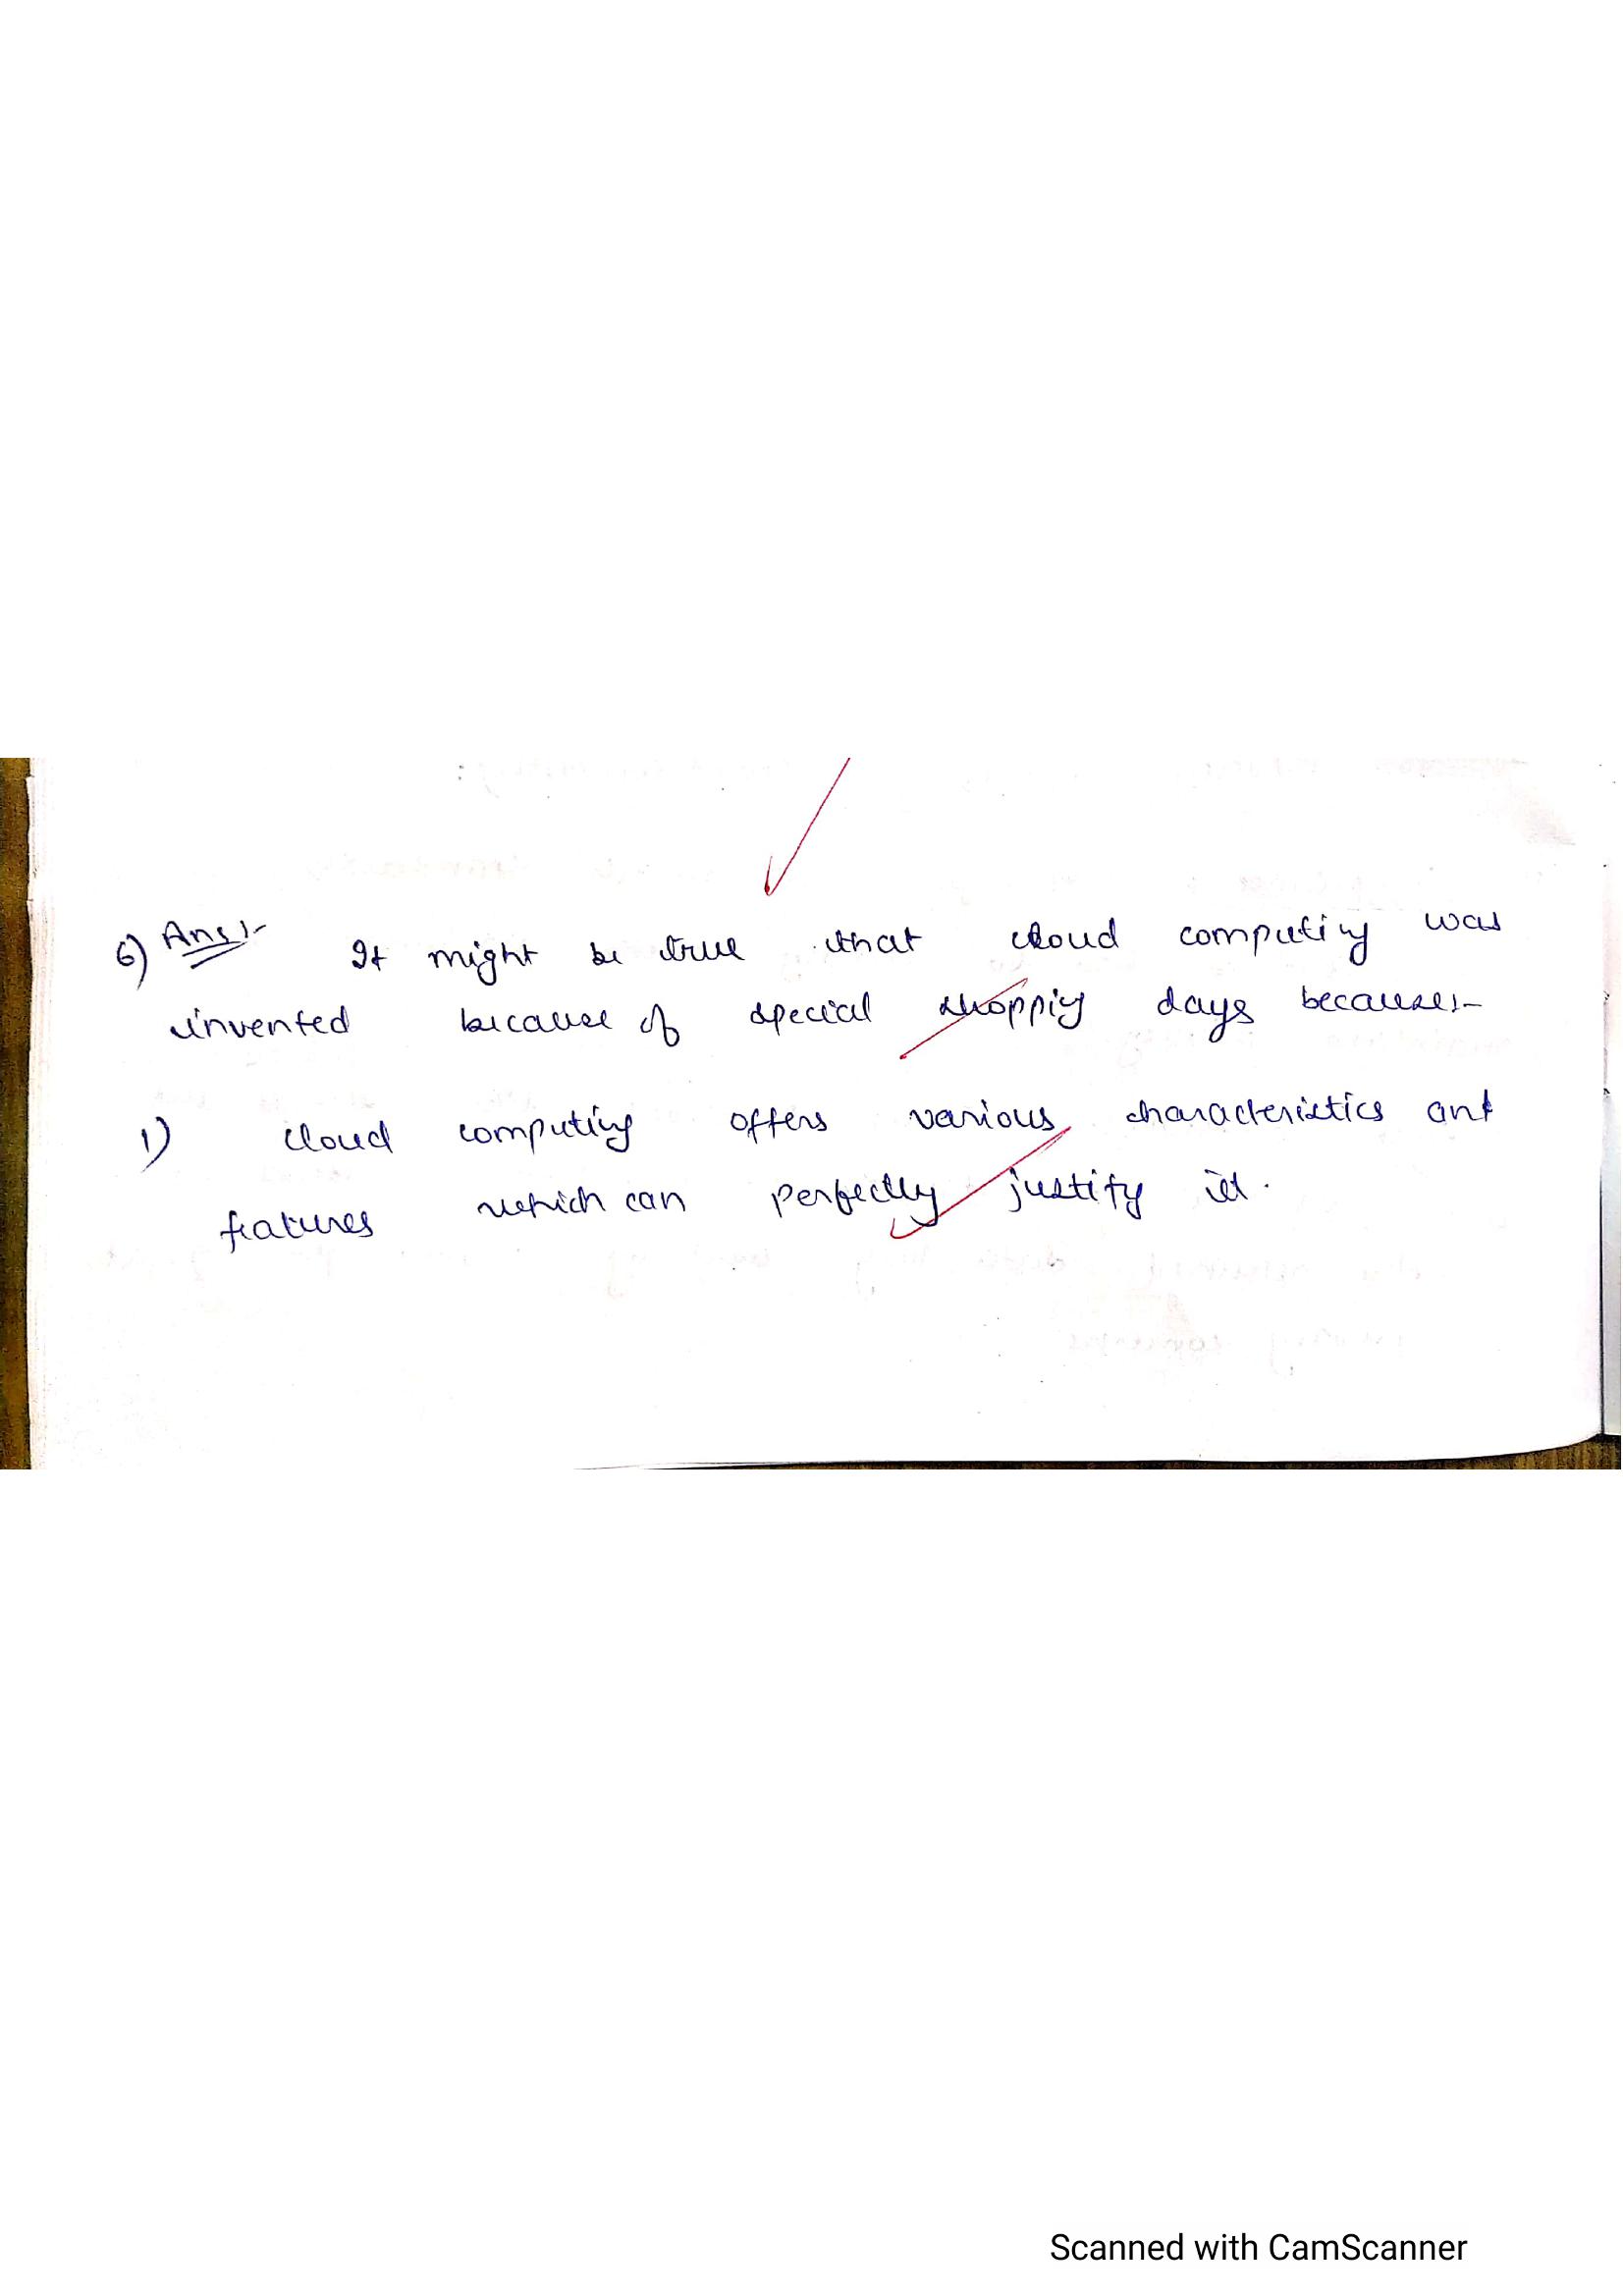 6) Ans:- It might be true that cloud computing was
invented because of special shopping days because:-
1) cloud computing offers various characteristics and
features which can perfectly justify it.
Scanned with CamScanner